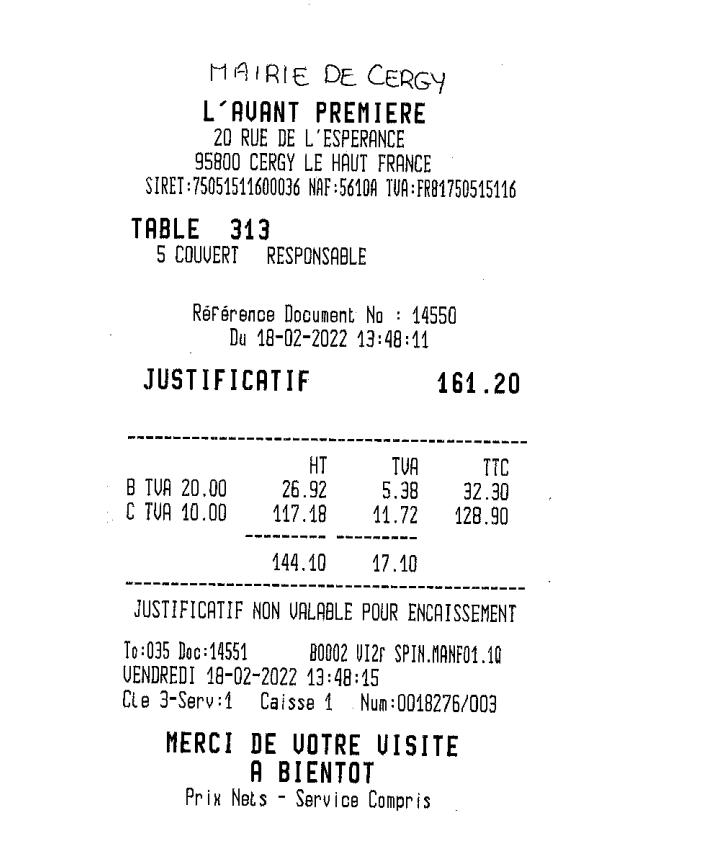 MAIRIE DE CERGY
L'AVANT PREMIERE
20 RUE DE L'ESPERANCE
95800 CERGY LE HAUT FRANCE
SIRET:75051511600036 NAF:5610A TVA:FR81750515116
TABLE 313
5 COUVERT RESPONSABLE
Référence Document No : 14550
Du 18-02-2022 13:48:11
JUSTIFICATIF 161.20
HT TVA TTC
B TVA 20.00 26.92 5.38 32.30
C TVA 10.00 117.18 11.72 128.90
144.10 17.10
JUSTIFICATIF NON VALABLE POUR ENCAISSEMENT
To:035 Doc:14551 B0002 VI2r SPIN.MANF01.1Q
VENDREDI 18-02-2022 13:48:15
Cle 3-Serv:1 Caisse 1 Num:0018276/003
MERCI DE VOTRE VISITE
A BIENTOT
Prix Nets - Service Compris